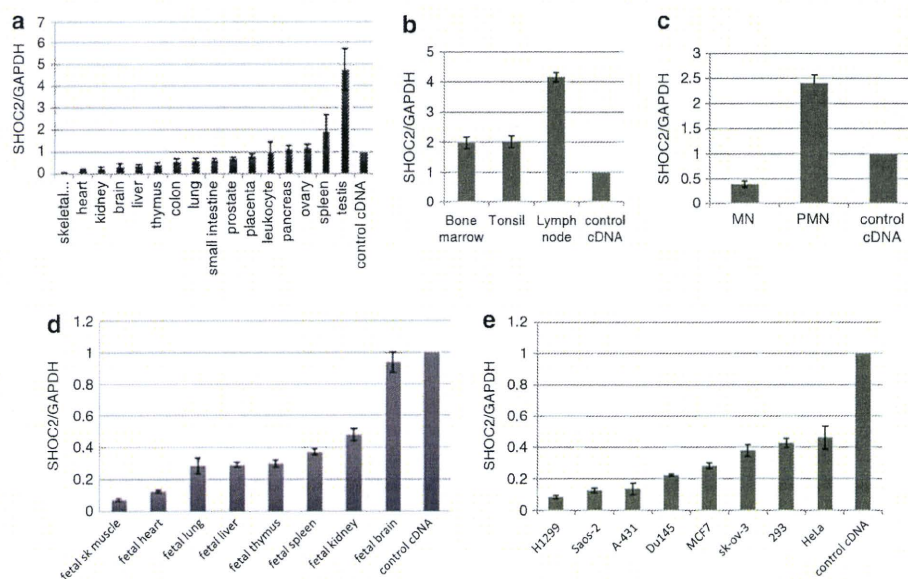 a
SHOC2/GAPDH
7
6
5
4
3
2
1
0
skeletal...
heart
kidney
brain
liver
thymus
colon
lung
small intestine
prostate
placenta
leukocyte
pancreas
ovary
spleen
testis
control cDNA
b
SHOC2/GAPDH
5
4
3
2
1
0
Bone
marrow
Tonsil
Lymph
node
control
cDNA
c
SHOC2/GAPDH
3
2.5
2
1.5
1
0.5
0
MN
PMN
control
cDNA
d
SHOC2/GAPDH
1.2
1
0.8
0.6
0.4
0.2
0
fetal sk muscle
fetal heart
fetal lung
fetal liver
fetal thymus
fetal spleen
fetal kidney
fetal brain
control cDNA
e
SHOC2/GAPDH
1.2
1
0.8
0.6
0.4
0.2
0
H1299
Saos-2
A-431
Du145
MCF7
sk-ov-3
293
HeLa
control cDNA